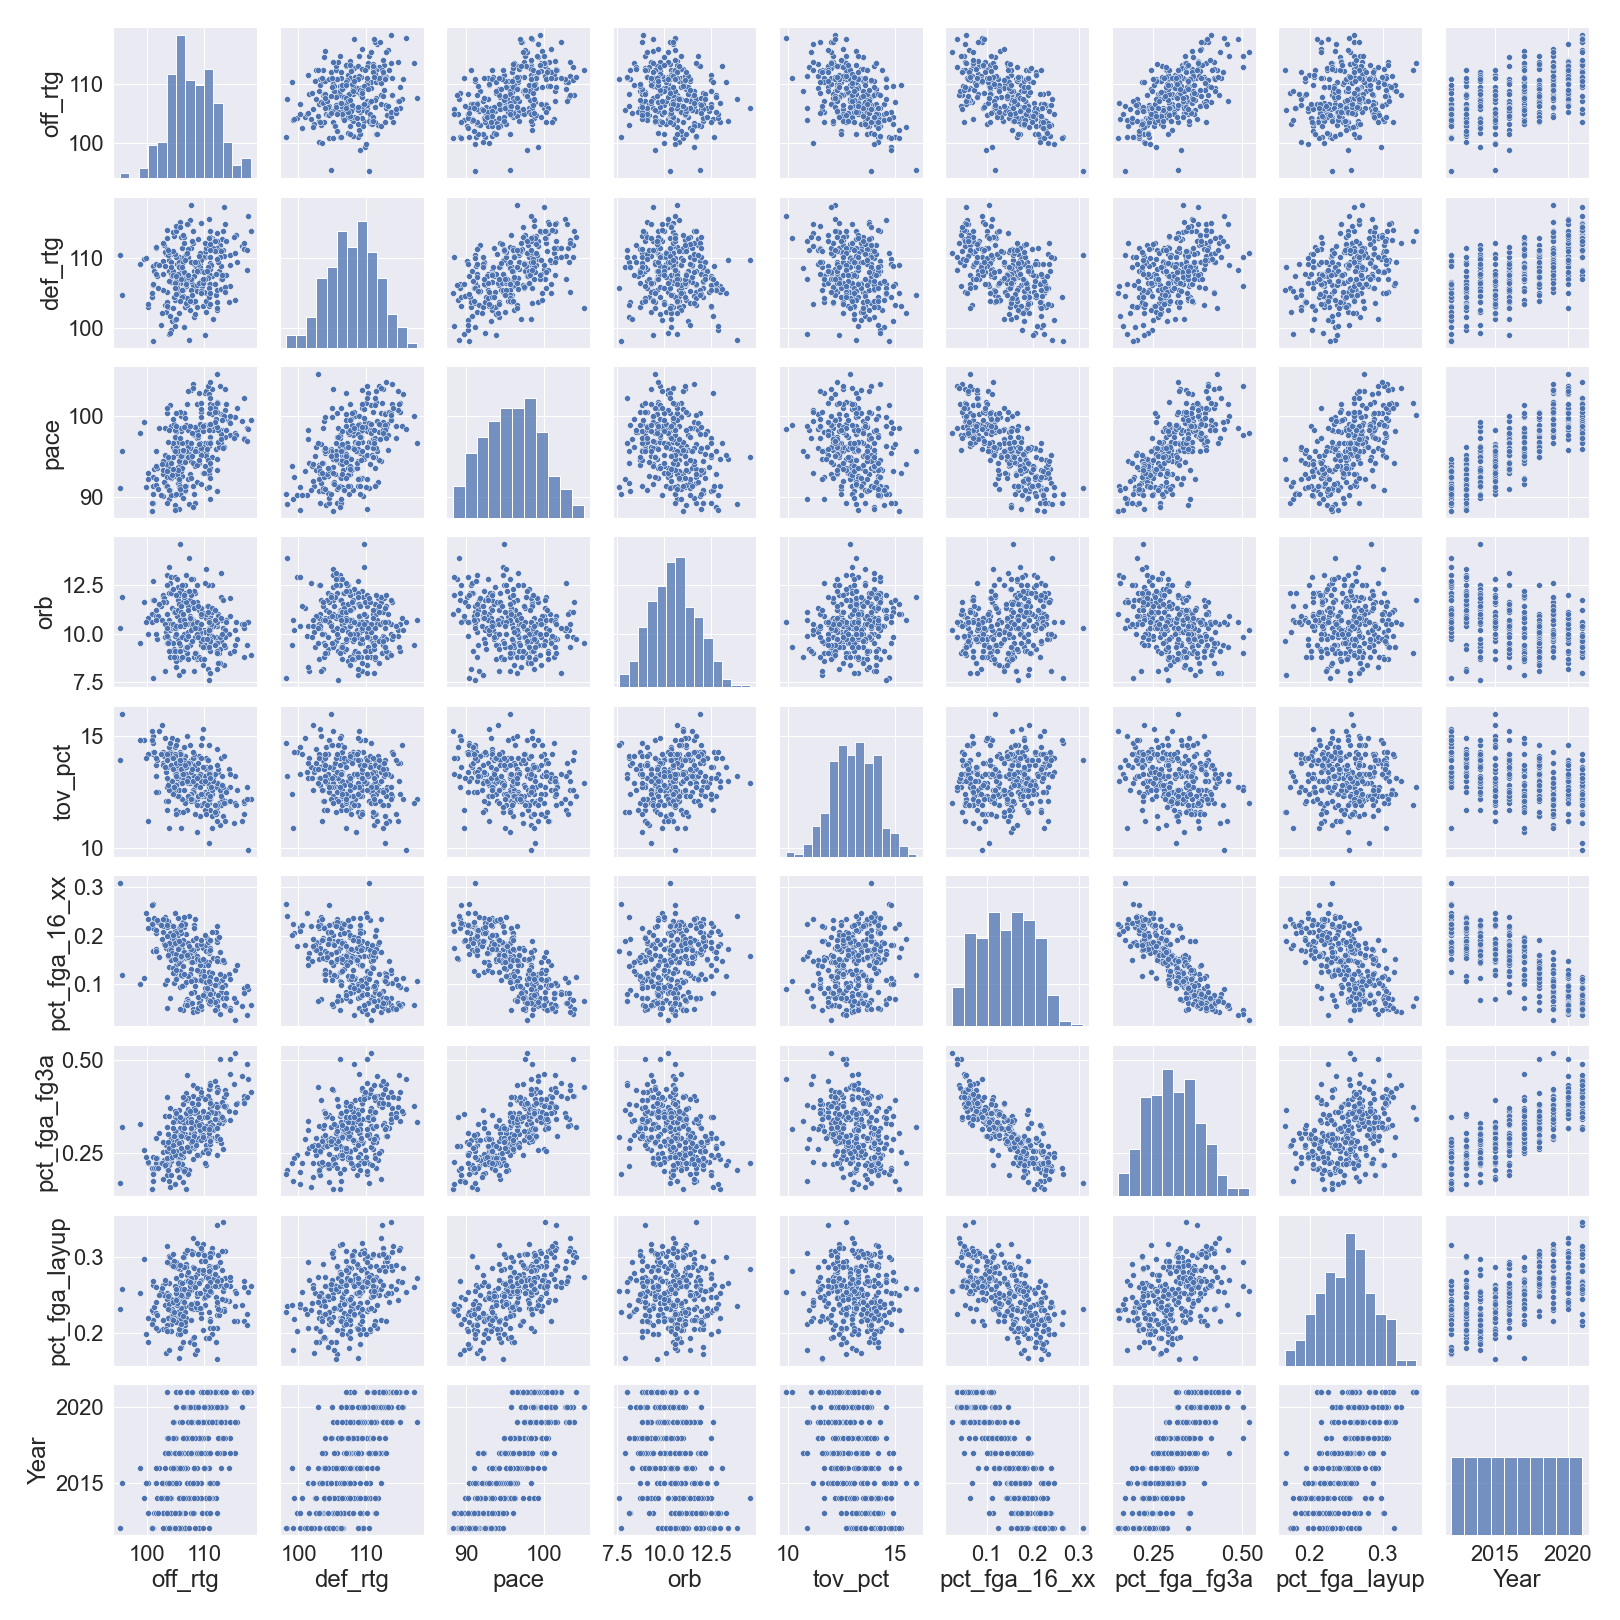 off_rtg
110
100
def_rtg
110
100
pace
100
90
orb
12.5
10.0
7.5
tov_pct
15
10
pct_fga_16_xx
0.3
0.2
0.1
pct_fga_fg3a
0.50
0.25
pct_fga_layup
0.3
0.2
Year
2020
2015
100 110 100 110 90 100 7.5 10.0 12.5 10 15 0.1 0.2 0.3 0.25 0.50 0.2 0.3 2015 2020
off_rtg def_rtg pace orb tov_pct pct_fga_16_xx pct_fga_fg3a pct_fga_layup Year